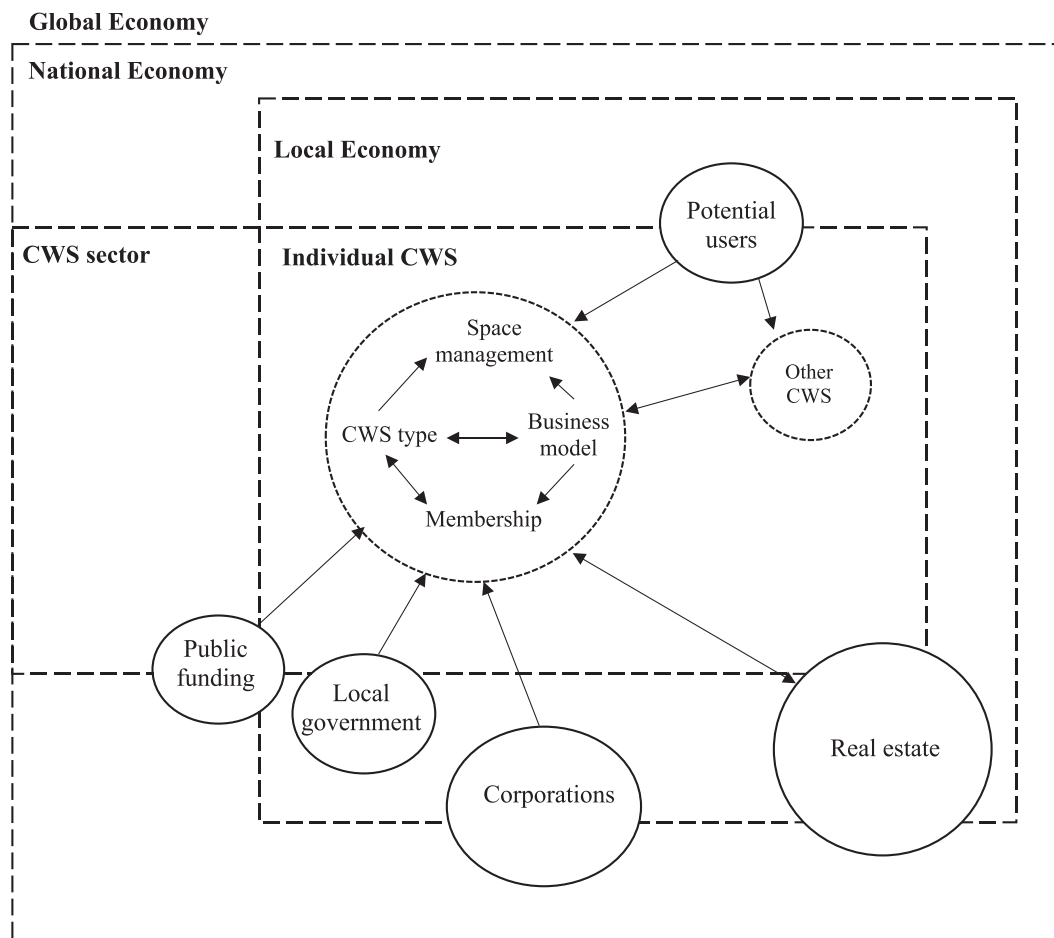 Global Economy
National Economy
Local Economy
Potential
users
CWS sector
Individual CWS
Space
management
Other
CWS
CWS type
Business
model
Membership
Public
funding
Local
government
Corporations
Real estate